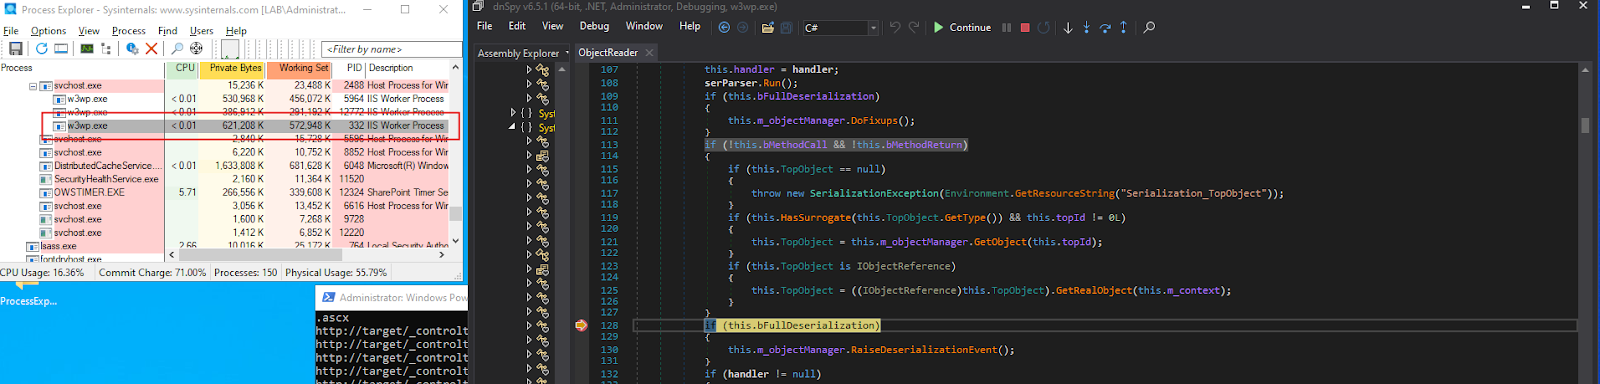 Process Explorer - Sysinternals: www.sysinternals.com [LAB\Administrat...
File Options View Process Find Users Help
<Filter by name>
Process CPU Private Bytes Working Set PID Description
svchost.exe 15,236 K 23,488 K 2488 Host Process for Wir
w3wp.exe < 0.01 530,968 K 456,072 K 5964 IIS Worker Process
w3wp.exe < 0.01 386,912 K 291,192 K 12772 IIS Worker Process
w3wp.exe < 0.01 621,208 K 572,948 K 332 IIS Worker Process
svchost.exe 2,840 K 15,728 K 5596 Host Process for Wir
svchost.exe 6,220 K 10,752 K 8852 Host Process for Wir
DistributedCacheService.... < 0.01 1,633,808 K 681,628 K 6048 Microsoft(R) Window
SecurityHealthService.exe 2,160 K 11,364 K 11520
OWSTIMER.EXE 5.71 266,556 K 339,608 K 12324 SharePoint Timer Se
svchost.exe 3,056 K 13,452 K 6616 Host Process for Wir
svchost.exe 1,600 K 7,268 K 9728
svchost.exe 1,412 K 6,852 K 12220
lsass.exe 2.66 10,016 K 25,172 K 764 Local Security Autho
fontdrvhost.exe
CPU Usage: 16.36% Commit Charge: 71.00% Processes: 150 Physical Usage: 55.79%
ProcessExp...
Administrator: Windows Pow
.ascx
http://target/_controlt
http://target/_controlt
http://target/_controlt
http://target/_controlt
http://target/_controlt
dnSpy v6.5.1 (64-bit, .NET, Administrator, Debugging, w3wp.exe)
File Edit View Debug Window Help C# Continue
Assembly Explorer
{ } Syst
{ } Syst
ObjectReader
107 this.handler = handler;
108 serParser.Run();
109 if (this.bFullDeserialization)
110 {
111 this.m_objectManager.DoFixups();
112 }
113 if (!this.bMethodCall && !this.bMethodReturn)
114 {
115 if (this.TopObject == null)
116 {
117 throw new SerializationException(Environment.GetResourceString("Serialization_TopObject"));
118 }
119 if (this.HasSurrogate(this.TopObject.GetType()) && this.topId != 0L)
120 {
121 this.TopObject = this.m_objectManager.GetObject(this.topId);
122 }
123 if (this.TopObject is IObjectReference)
124 {
125 this.TopObject = ((IObjectReference)this.TopObject).GetRealObject(this.m_context);
126 }
127 }
128 if (this.bFullDeserialization)
129 {
130 this.m_objectManager.RaiseDeserializationEvent();
131 }
132 if (handler != null)